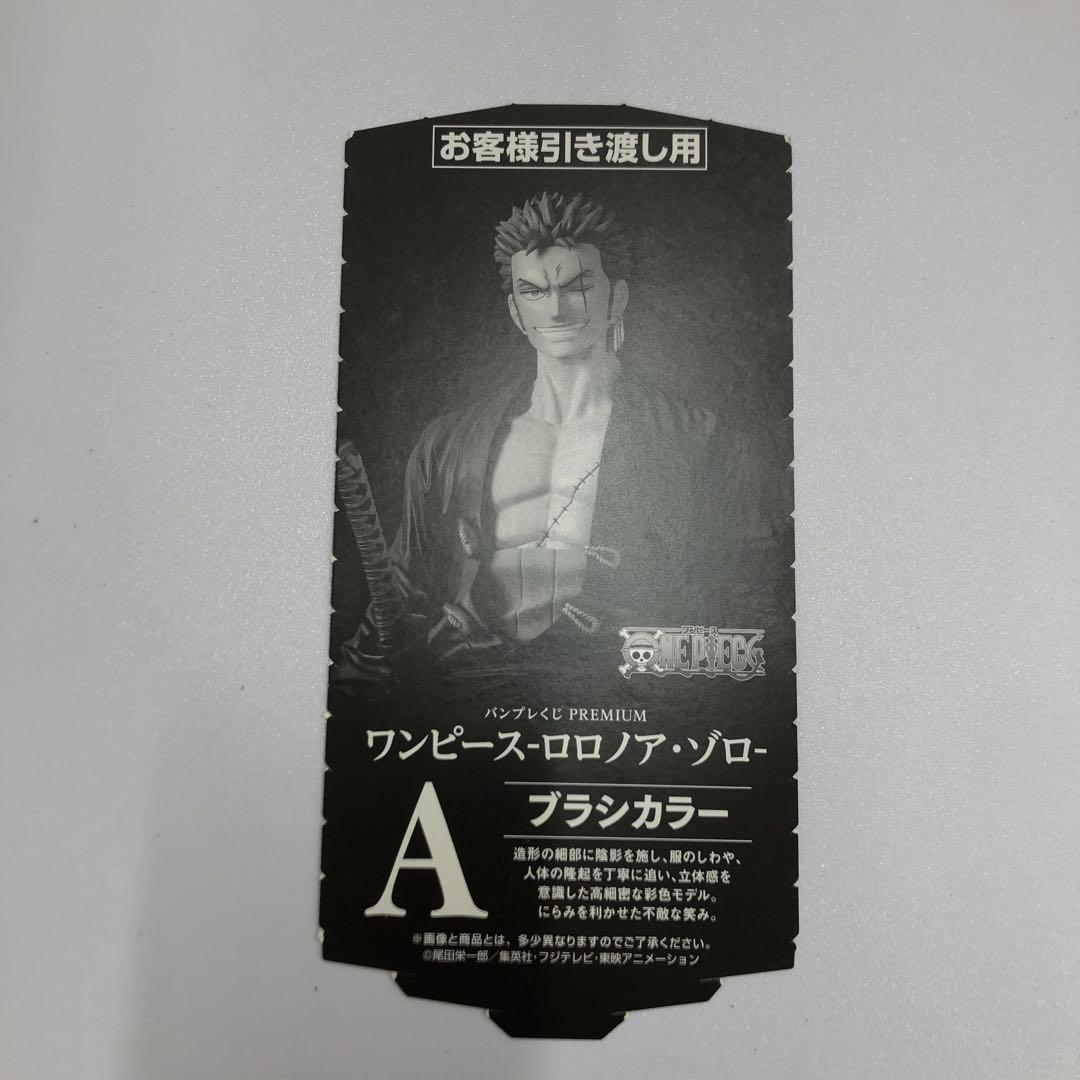 お客様引き渡し用
ワンピース
ONE PIECE
バンプレくじ PREMIUM
ワンピース-ロロノア・ゾロ-
A
ブラシカラー
造形の細部に陰影を施し、服のしわや、
人体の隆起を丁寧に追い、立体感を
意識した高細密な彩色モデル。
にらみを利かせた不敵な笑み。
※画像と商品とは、多少異なりますのでご了承ください。
©尾田栄一郎／集英社・フジテレビ・東映アニメーション